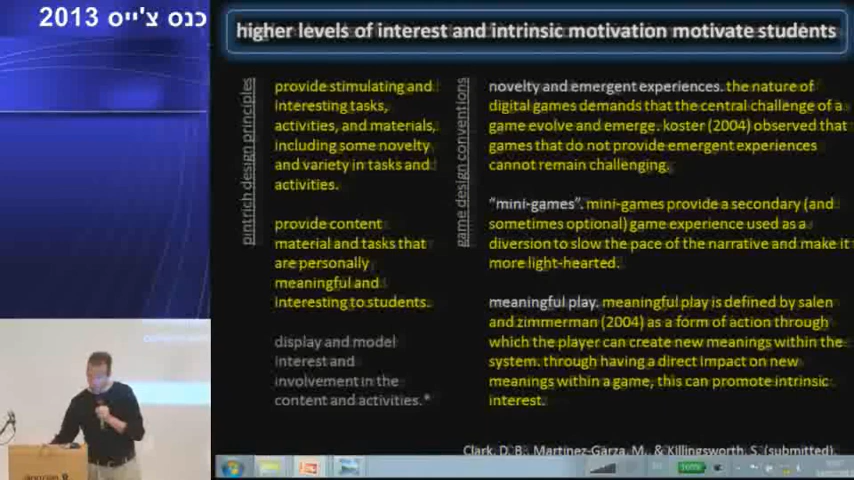 כנס צ'ייס 2013
higher levels of interest and intrinsic motivation motivate students
pintrich design principles
provide stimulating and
interesting tasks,
activities, and materials,
including some novelty
and variety in tasks and
activities.
provide content
material and tasks that
are personally
meaningful and
interesting to students.
display and model
interest and
involvement in the
content and activities.*
game design conventions
novelty and emergent experiences. the nature of
digital games demands that the central challenge of a
game evolve and emerge. koster (2004) observed that
games that do not provide emergent experiences
cannot remain challenging.
"mini-games". mini-games provide a secondary (and
sometimes optional) game experience used as a
diversion to slow the pace of the narrative and make it
more light-hearted.
meaningful play. meaningful play is defined by salen
and zimmerman (2004) as a form of action through
which the player can create new meanings within the
system. through having a direct impact on new
meanings within a game, this can promote intrinsic
interest.
Clark, D. B., Martinez-Garza, M., & Killingsworth, S. (submitted).